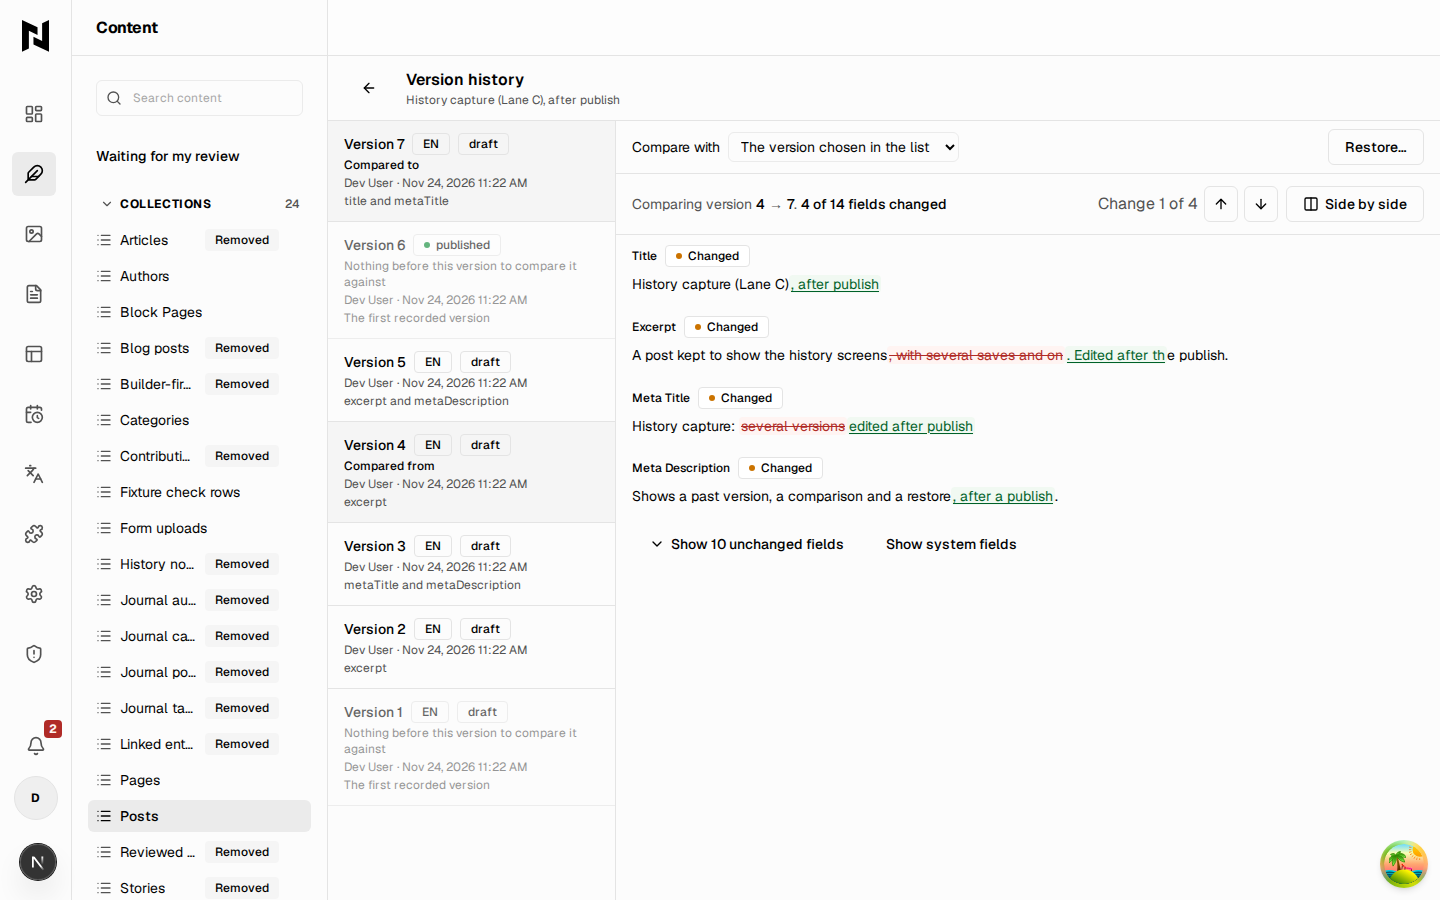 Content
Search content
Waiting for my review
COLLECTIONS 24
Articles Removed
Authors
Block Pages
Blog posts Removed
Builder-fir... Removed
Categories
Contributi... Removed
Fixture check rows
Form uploads
History no... Removed
Journal au... Removed
Journal ca... Removed
Journal po... Removed
Journal ta... Removed
Linked ent... Removed
Pages
Posts
Reviewed ... Removed
Stories Removed
2
D
N
Version history
History capture (Lane C), after publish
Version 7 EN draft
Compared to
Dev User · Nov 24, 2026 11:22 AM
title and metaTitle
Version 6 published
Nothing before this version to compare it
against
Dev User · Nov 24, 2026 11:22 AM
The first recorded version
Version 5 EN draft
Dev User · Nov 24, 2026 11:22 AM
excerpt and metaDescription
Version 4 EN draft
Compared from
Dev User · Nov 24, 2026 11:22 AM
excerpt
Version 3 EN draft
Dev User · Nov 24, 2026 11:22 AM
metaTitle and metaDescription
Version 2 EN draft
Dev User · Nov 24, 2026 11:22 AM
excerpt
Version 1 EN draft
Nothing before this version to compare it
against
Dev User · Nov 24, 2026 11:22 AM
The first recorded version
Compare with The version chosen in the list Restore...
Comparing version 4 → 7. 4 of 14 fields changed Change 1 of 4 Side by side
Title Changed
History capture (Lane C), after publish
Excerpt Changed
A post kept to show the history screens, with several saves and on . Edited after the publish.
Meta Title Changed
History capture: several versions edited after publish
Meta Description Changed
Shows a past version, a comparison and a restore, after a publish.
Show 10 unchanged fields Show system fields